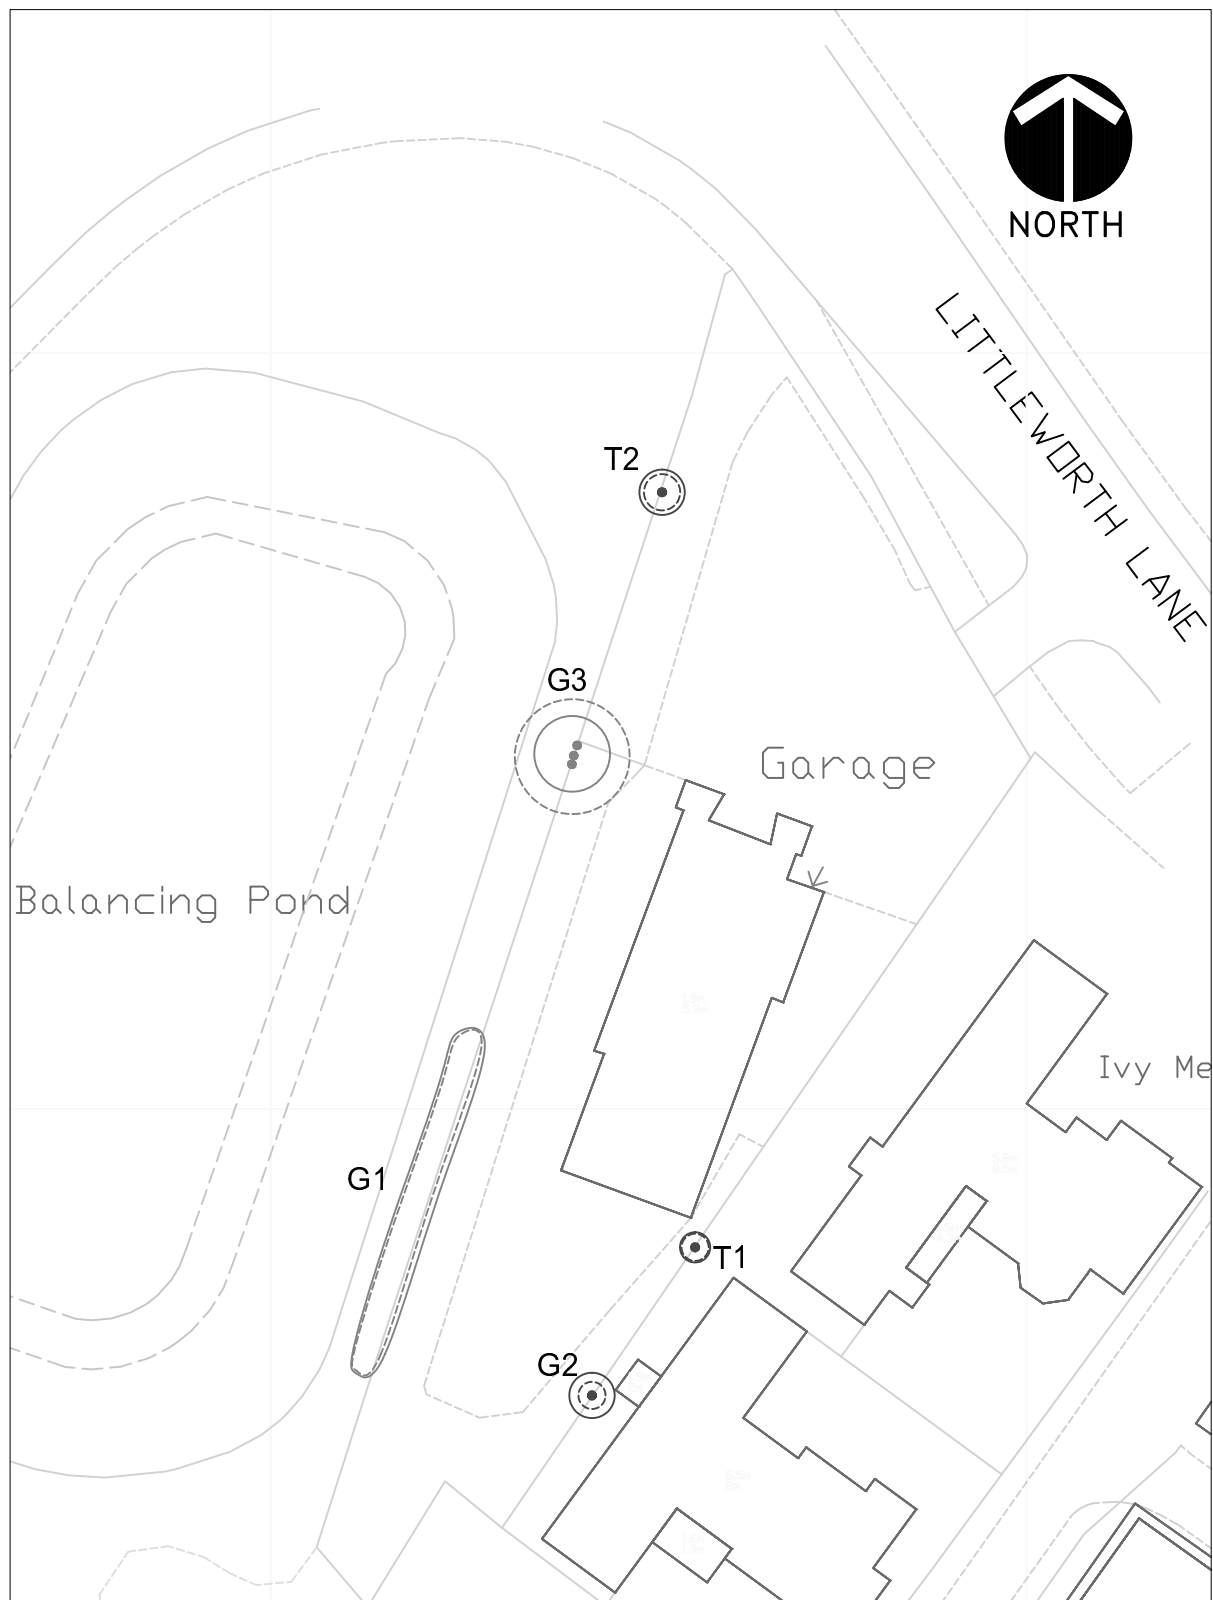 NORTH
LITTLEWORTH LANE
T2
G3
Garage
Balancing Pond
Ivy Me
G1
T1
G2